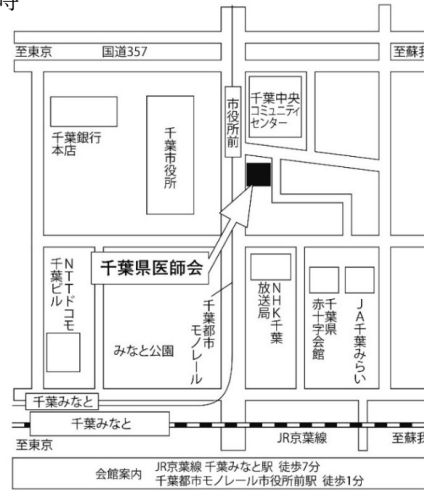 時
至東京
国道357
至蘇我
千葉銀行
本店
千葉市役所
市役所前
千葉中央
コミュニティ
センター
千葉県医師会
NTTドコモ
千葉ビル
みなと公園
千葉都市
モノレール
NHK千葉
放送局
千葉県
赤十字会館
JA千葉みらい
千葉みなと
千葉みなと
至東京
JR京葉線
至蘇我
会館案内
JR京葉線 千葉みなと駅 徒歩7分
千葉都市モノレール市役所前駅 徒歩1分